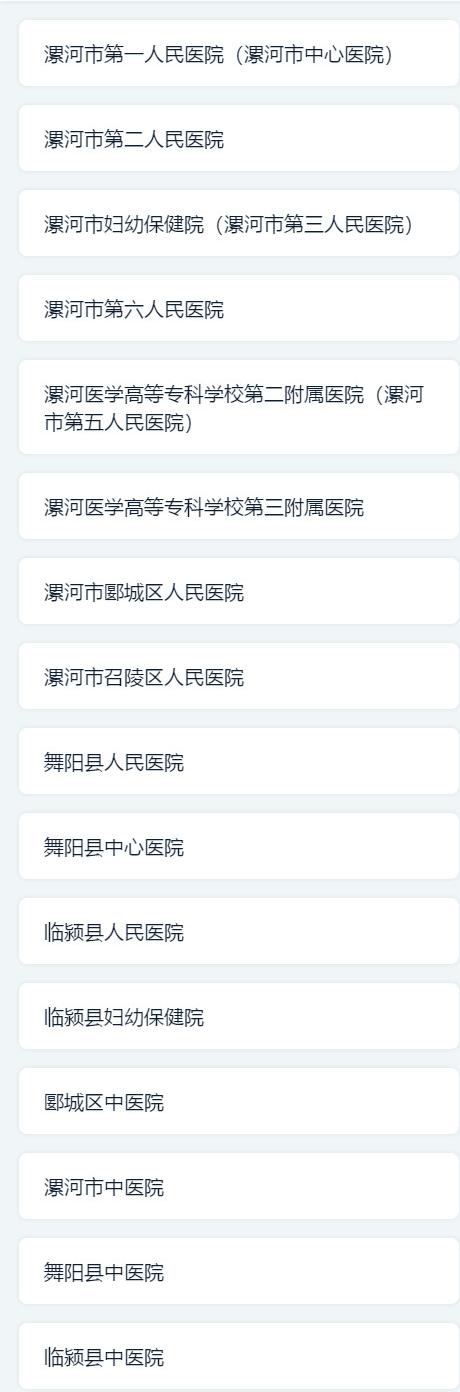 漯河市第一人民医院（漯河市中心医院）
漯河市第二人民医院
漯河市妇幼保健院（漯河市第三人民医院）
漯河市第六人民医院
漯河医学高等专科学校第二附属医院（漯河
市第五人民医院）
漯河医学高等专科学校第三附属医院
漯河市郾城区人民医院
漯河市召陵区人民医院
舞阳县人民医院
舞阳县中心医院
临颍县人民医院
临颍县妇幼保健院
郾城区中医院
漯河市中医院
舞阳县中医院
临颍县中医院